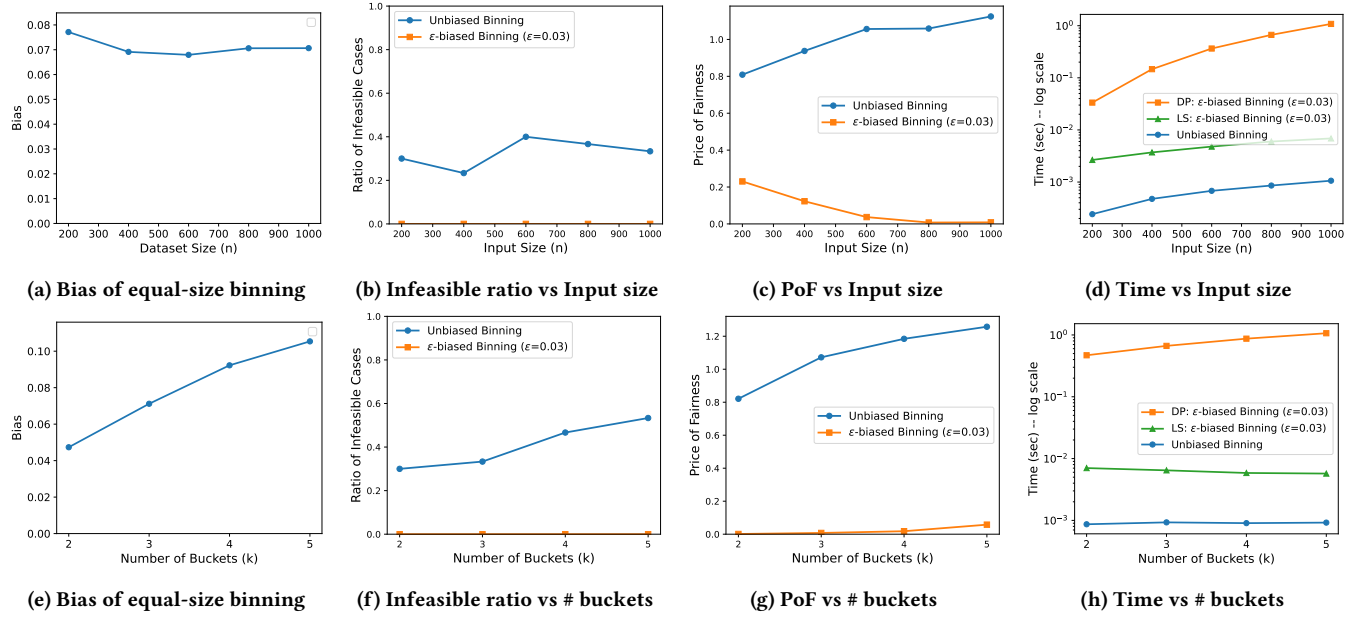 0.08
0.07
0.06
0.05
0.04
0.03
0.02
0.01
0.00
Bias
200 300 400 500 600 700 800 900 1000
Dataset Size (n)
(a) Bias of equal-size binning
1.0
0.8
0.6
0.4
0.2
0.0
Ratio of Infeasible Cases
Unbiased Binning
ε-biased Binning (ε=0.03)
200 300 400 500 600 700 800 900 1000
Input Size (n)
(b) Infeasible ratio vs Input size
1.0
0.8
0.6
0.4
0.2
0.0
Price of Fairness
Unbiased Binning
ε-biased Binning (ε=0.03)
200 300 400 500 600 700 800 900 1000
Input Size (n)
(c) PoF vs Input size
10⁰
10⁻¹
10⁻²
10⁻³
Time (sec) -- log scale
DP: ε-biased Binning (ε=0.03)
LS: ε-biased Binning (ε=0.03)
Unbiased Binning
200 300 400 500 600 700 800 900 1000
Input Size (n)
(d) Time vs Input size
0.10
0.08
0.06
0.04
0.02
0.00
Bias
2 3 4 5
Number of Buckets (k)
(e) Bias of equal-size binning
1.0
0.8
0.6
0.4
0.2
0.0
Ratio of Infeasible Cases
Unbiased Binning
ε-biased Binning (ε=0.03)
2 3 4 5
Number of Buckets (k)
(f) Infeasible ratio vs # buckets
1.2
1.0
0.8
0.6
0.4
0.2
0.0
Price of Fairness
Unbiased Binning
ε-biased Binning (ε=0.03)
2 3 4 5
Number of Buckets (k)
(g) PoF vs # buckets
10⁰
10⁻¹
10⁻²
10⁻³
Time (sec) -- log scale
DP: ε-biased Binning (ε=0.03)
LS: ε-biased Binning (ε=0.03)
Unbiased Binning
2 3 4 5
Number of Buckets (k)
(h) Time vs # buckets